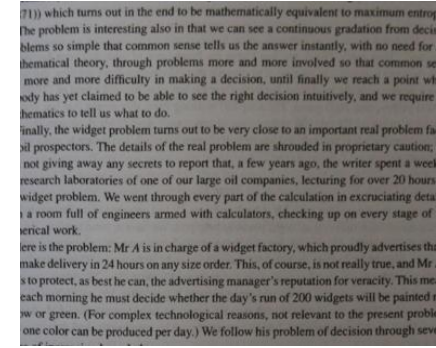 71)) which turns out in the end to be mathematically equivalent to maximum entrop
The problem is interesting also in that we can see a continuous gradation from decis
blems so simple that common sense tells us the answer instantly, with no need for
thematical theory, through problems more and more involved so that common se
more and more difficulty in making a decision, until finally we reach a point wh
ody has yet claimed to be able to see the right decision intuitively, and we require
thematics to tell us what to do.
Finally, the widget problem turns out to be very close to an important real problem fa
oil prospectors. The details of the real problem are shrouded in proprietary caution;
not giving away any secrets to report that, a few years ago, the writer spent a week
research laboratories of one of our large oil companies, lecturing for over 20 hours
widget problem. We went through every part of the calculation in excruciating deta
a room full of engineers armed with calculators, checking up on every stage of
erical work.
ere is the problem: Mr A is in charge of a widget factory, which proudly advertises tha
make delivery in 24 hours on any size order. This, of course, is not really true, and Mr
s to protect, as best he can, the advertising manager's reputation for veracity. This me
each morning he must decide whether the day's run of 200 widgets will be painted r
ow or green. (For complex technological reasons, not relevant to the present proble
one color can be produced per day.) We follow his problem of decision through seve